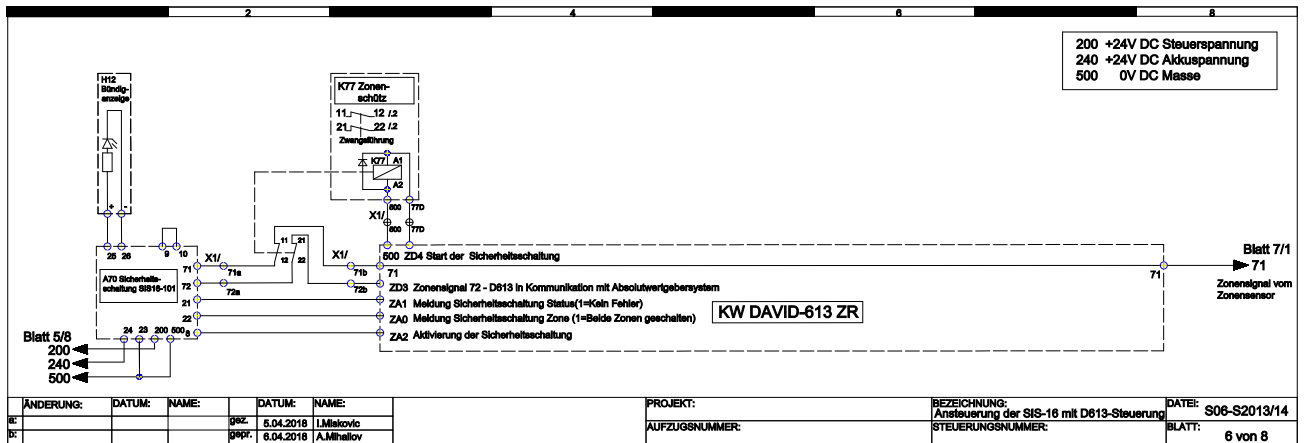 2 4 6 8
200 +24V DC Steuerspannung
240 +24V DC Akkuspannung
500 0V DC Masse
H12
Bündig-
anzeige
+ -
K77 Zonen-
schütz
11 12 /.2
21 22 /.2
Zwangsführung
K77 A1
A2
500 77D
X1/
500 77D
25 26 9 10
A70 Sicherheits-
schaltung SIS16-101
71
72
21
22
8
24 23 200 500
X1/
71a
72a
11 21
12 22
X1/
71b
72b
500 ZD4 Start der Sicherheitsschaltung
71
ZD3 Zonensignal 72 - D613 in Kommunikation mit Absolutwertgebersystem
ZA1 Meldung Sicherheitsschaltung Status(1=Kein Fehler)
ZA0 Meldung Sicherheitsschaltung Zone (1=Beide Zonen geschalten)
ZA2 Aktivierung der Sicherheitsschaltung
KW DAVID-613 ZR
71
Blatt 7/1
71
Zonensignal vom
Zonensensor
Blatt 5/8
200
240
500
ÄNDERUNG: DATUM: NAME: DATUM: NAME:
a: gez. 5.04.2018 I.Miskovic
b: gepr. 6.04.2018 A.Mihailov
PROJEKT:
AUFZUGSNUMMER:
BEZEICHNUNG:
Ansteuerung der SIS-16 mit D613-Steuerung
STEUERUNGSNUMMER:
DATEI: S06-S2013/14
BLATT: 6 von 8